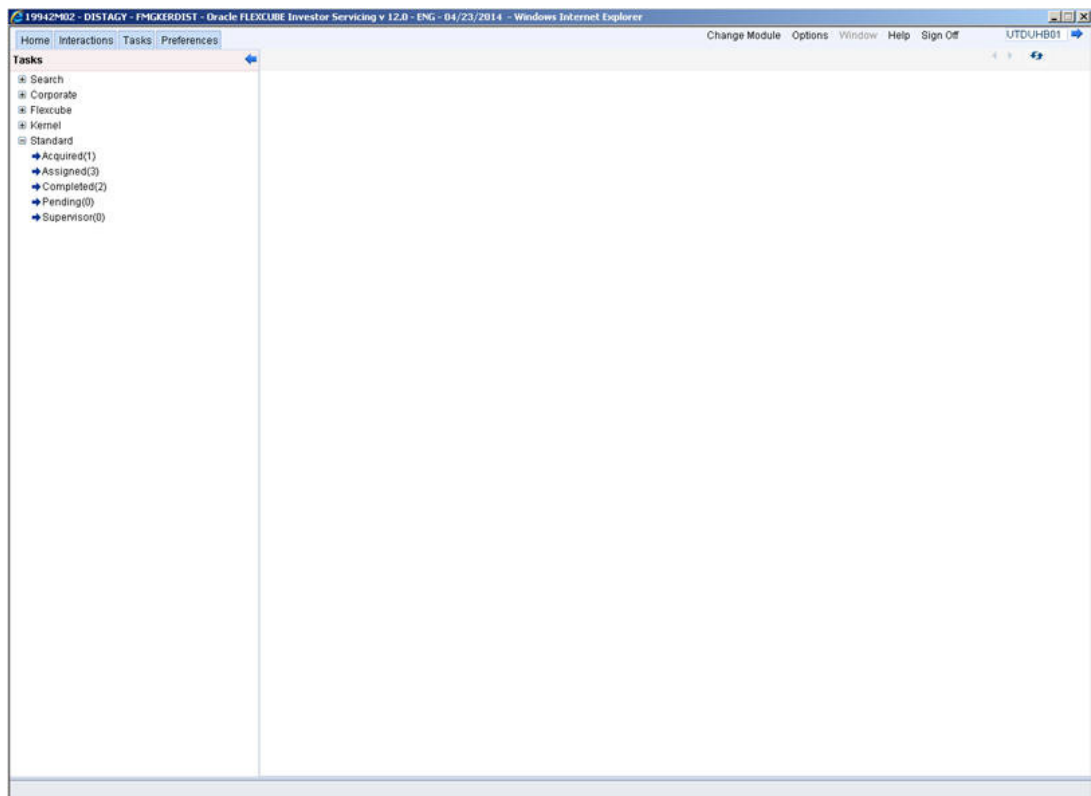 19942M02 - DISTAGY - FMGKERDIST - Oracle FLEXCUBE Investor Servicing v 12.0 - ENG - 04/23/2014 - Windows Internet Explorer
Home Interactions Tasks Preferences Change Module Options Window Help Sign Off UTDUHB01
Tasks
Search
Corporate
Flexcube
Kernel
Standard
Acquired(1)
Assigned(3)
Completed(2)
Pending(0)
Supervisor(0)